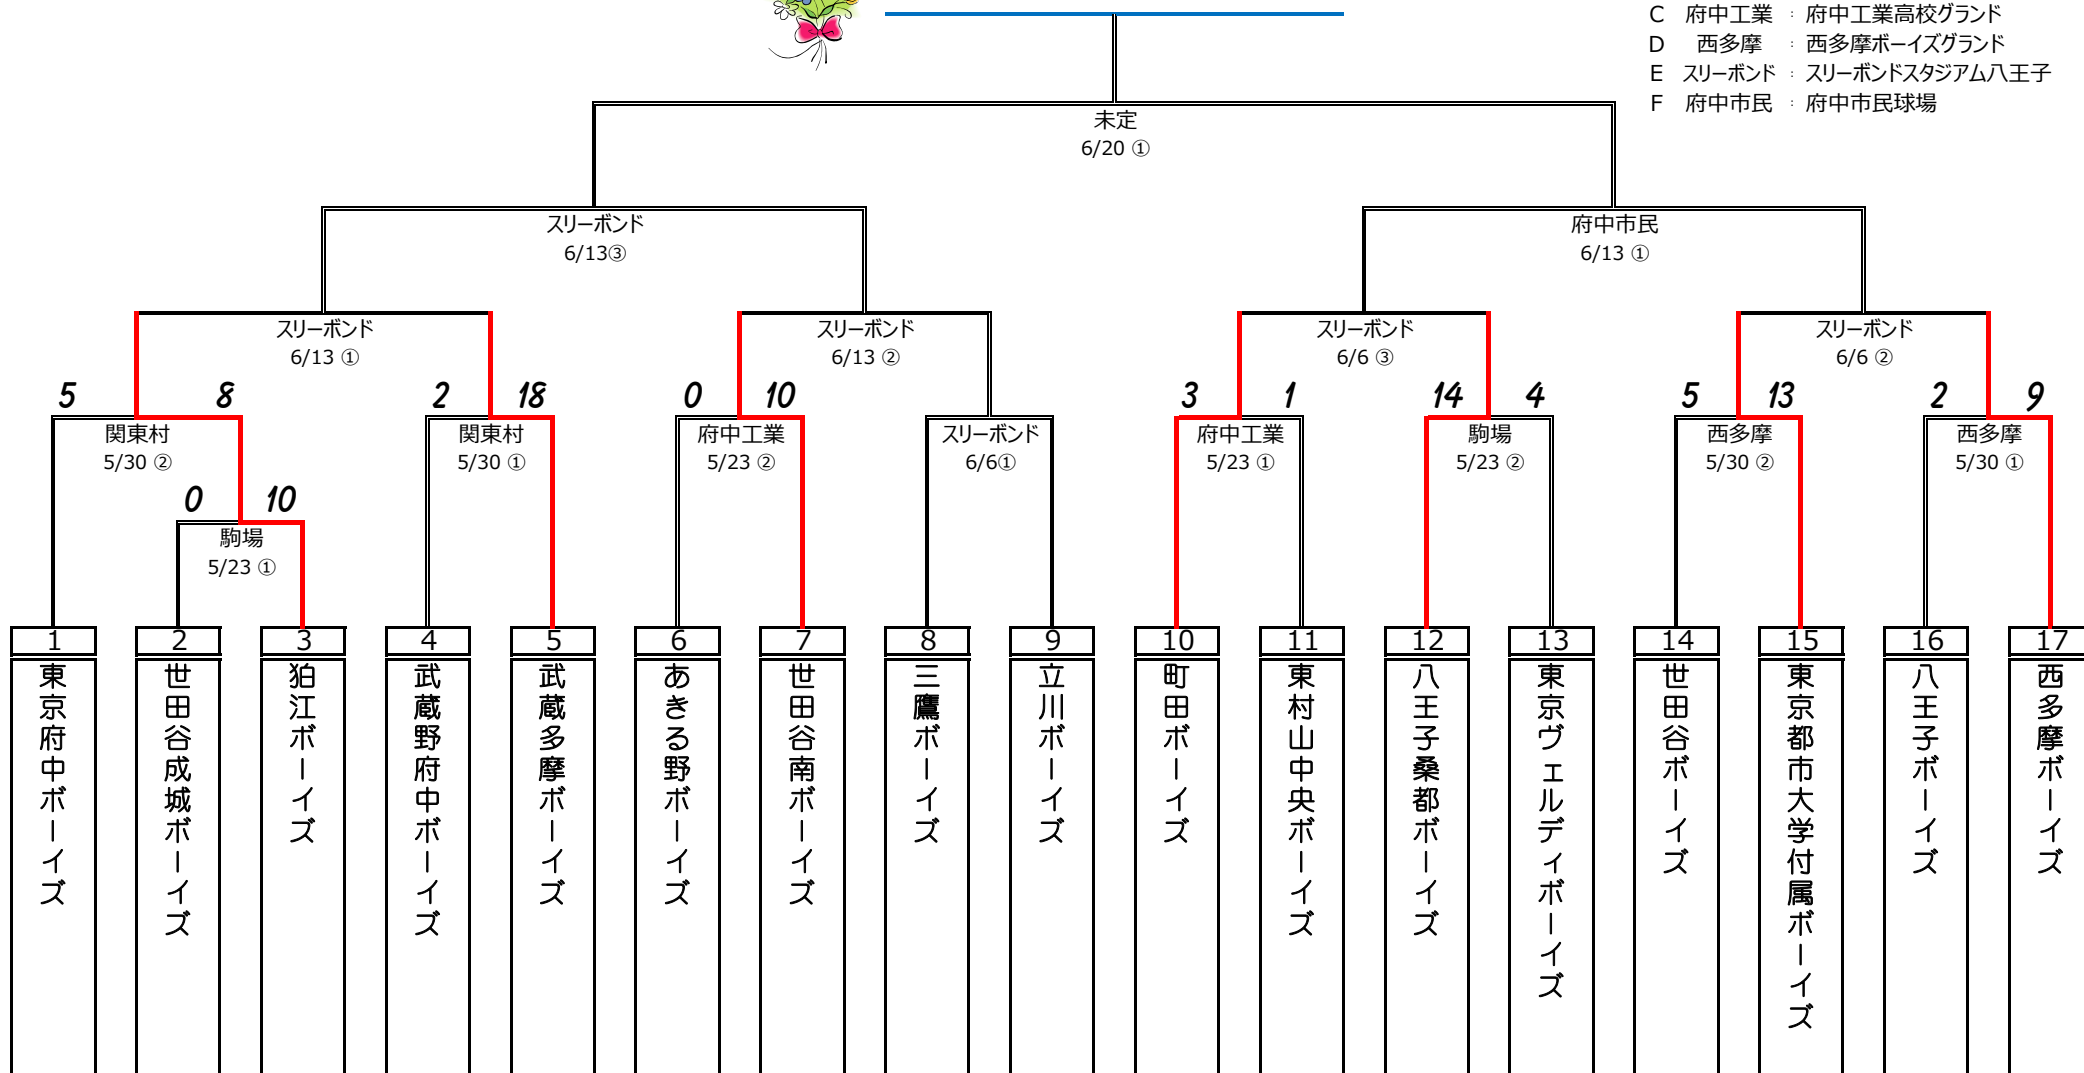 C 府中工業 : 府中工業高校グランド
D 西多摩 : 西多摩ボーイズグランド
E スリーボンド : スリーボンドスタジアム八王子
F 府中市民 : 府中市民球場
未定
6/20 ①
スリーボンド
6/13③
府中市民
6/13 ①
スリーボンド
6/13 ①
スリーボンド
6/13 ②
スリーボンド
6/6 ③
スリーボンド
6/6 ②
5 8 2 18 0 10 3 1 14 4 5 13 2 9
関東村
5/30 ②
関東村
5/30 ①
府中工業
5/23 ②
スリーボンド
6/6①
府中工業
5/23 ①
駒場
5/23 ②
西多摩
5/30 ②
西多摩
5/30 ①
0 10
駒場
5/23 ①
1 2 3 4 5 6 7 8 9 10 11 12 13 14 15 16 17
東京府中ボーイズ
世田谷成城ボーイズ
狛江ボーイズ
武蔵野府中ボーイズ
武蔵多摩ボーイズ
あきる野ボーイズ
世田谷南ボーイズ
三鷹ボーイズ
立川ボーイズ
町田ボーイズ
東村山中央ボーイズ
八王子桑都ボーイズ
東京ヴェルディボーイズ
世田谷ボーイズ
東京都市大学付属ボーイズ
八王子ボーイズ
西多摩ボーイズ